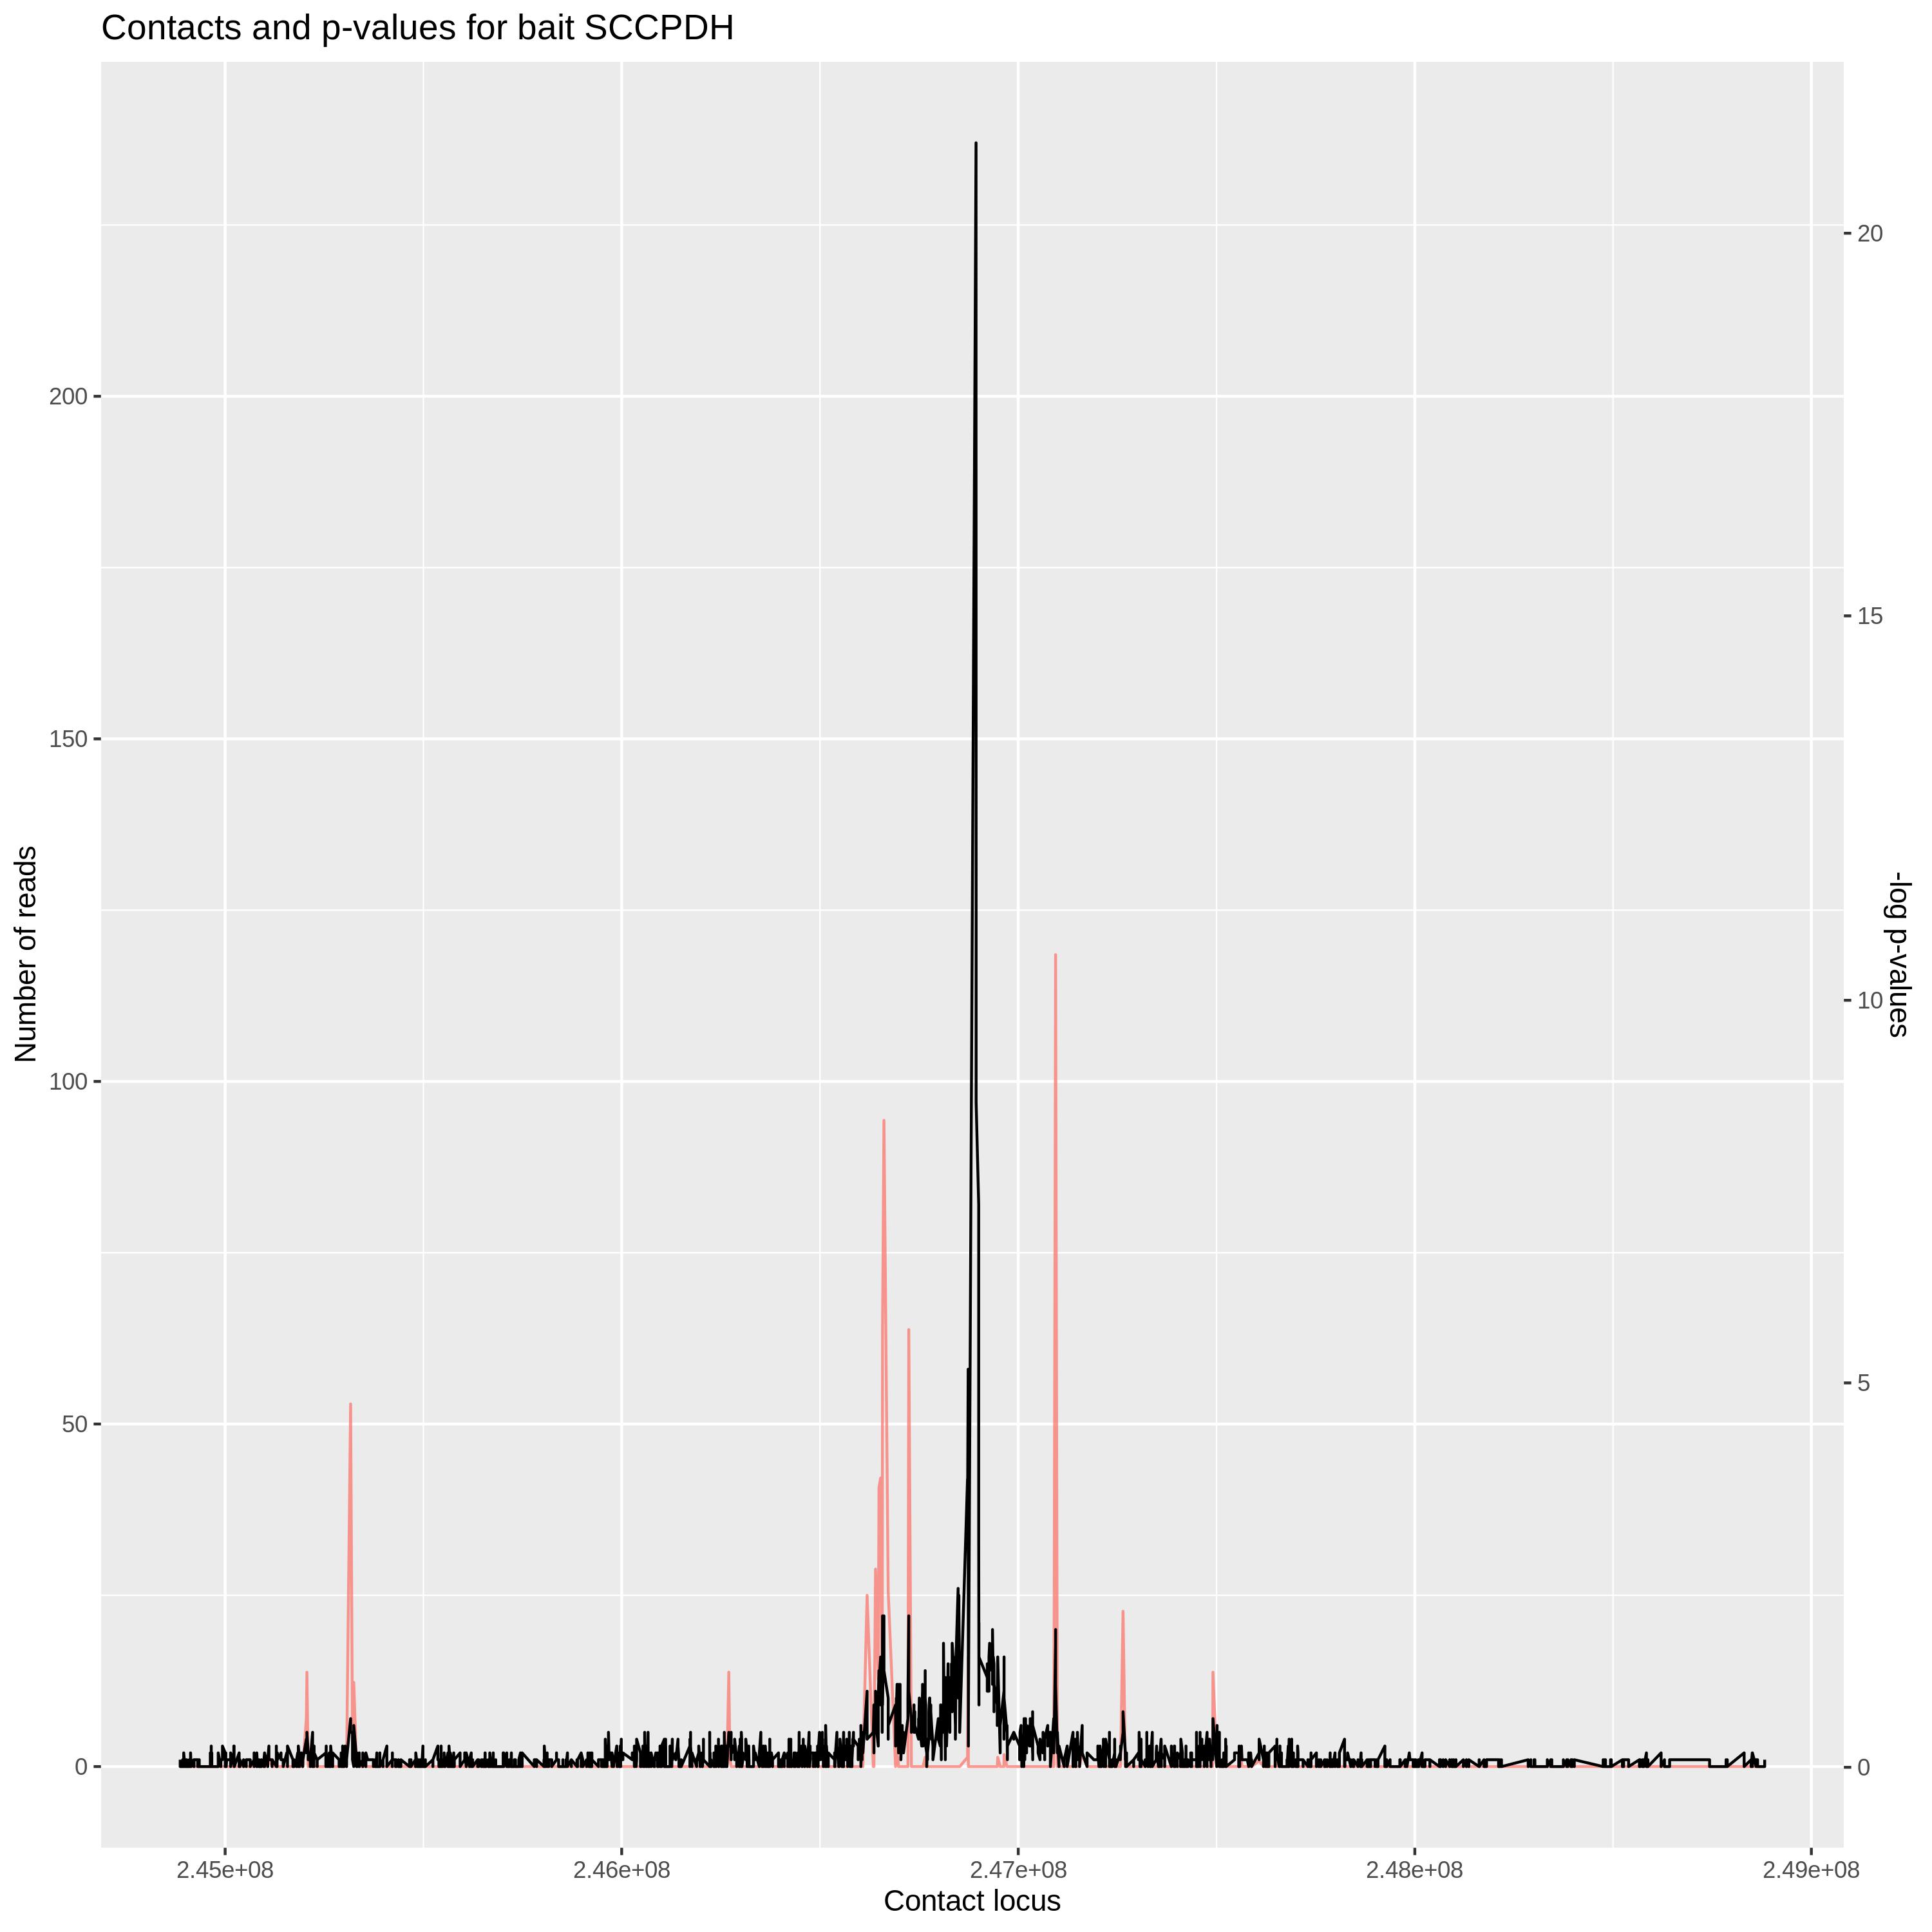 Contacts and p-values for bait SCCPDH
Number of reads
200
150
100
50
0
20
15
10
5
0
-log p-values
2.45e+08
2.46e+08
2.47e+08
2.48e+08
2.49e+08
Contact locus